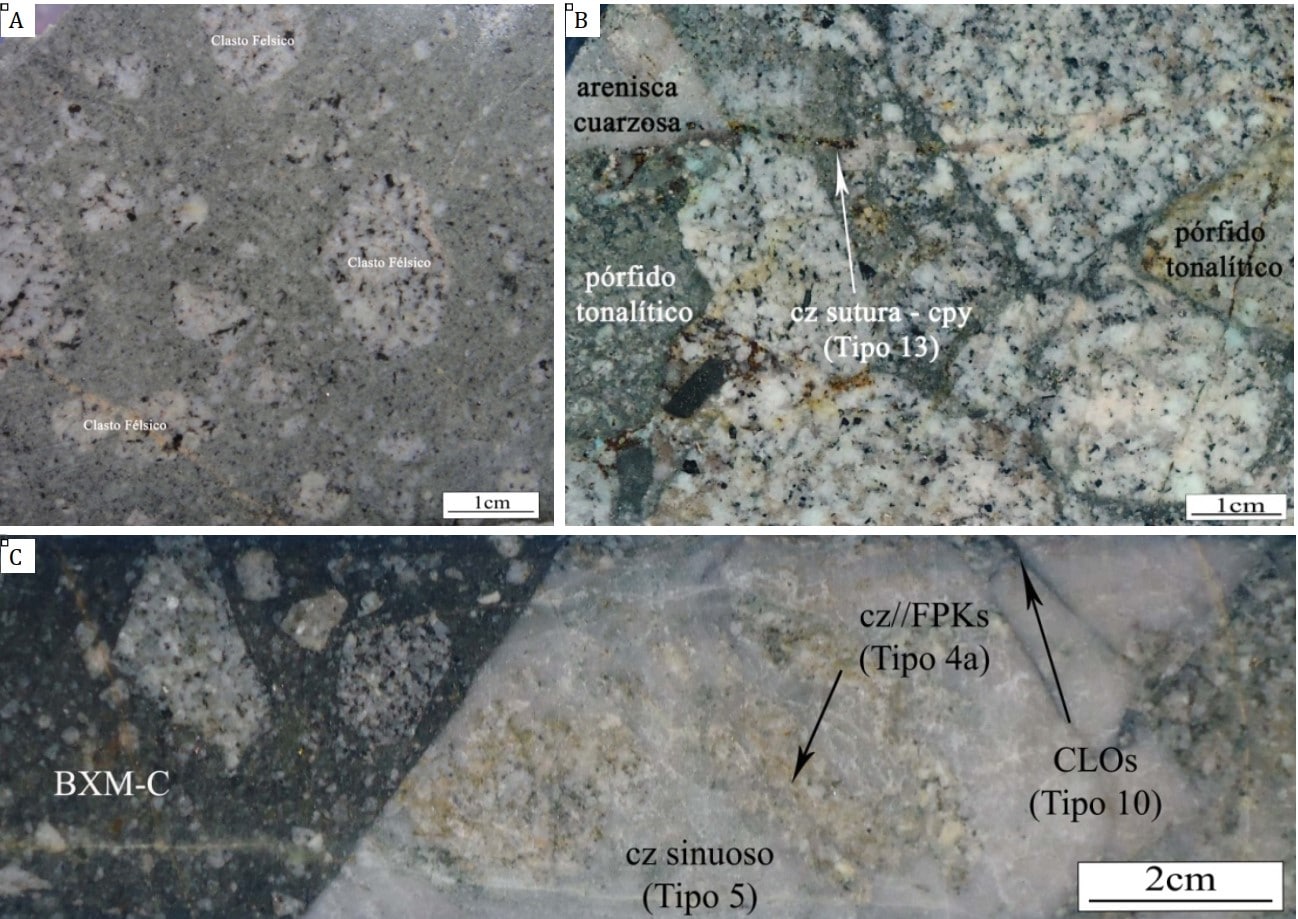 A
Clasto Felsico
Clasto Félsico
Clasto Félsico
1cm
B
arenisca
cuarzosa
pórfido
tonalítico
pórfido
tonalítico
cz sutura - cpy
(Tipo 13)
1cm
C
cz//FPKs
(Tipo 4a)
BXM-C
CLOs
(Tipo 10)
cz sinuoso
(Tipo 5)
2cm